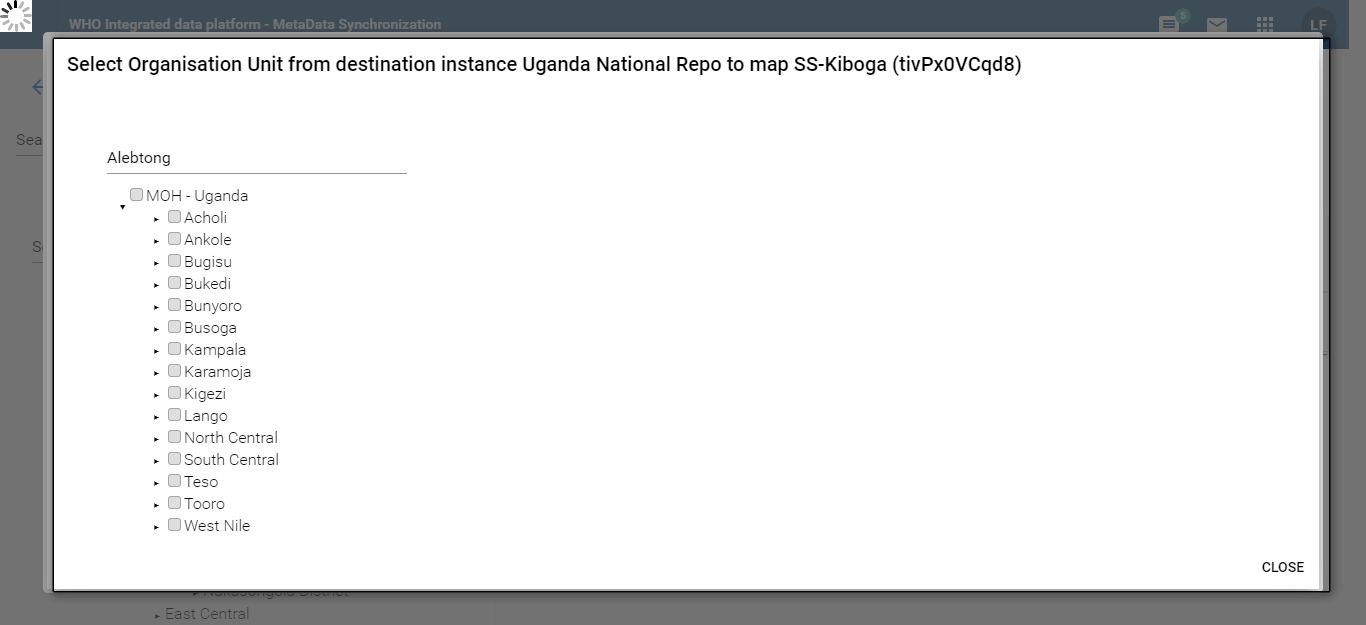 WHO Integrated data platform - MetaData Synchronization
5
LF
Select Organisation Unit from destination instance Uganda National Repo to map SS-Kiboga (tivPx0VCqd8)
Sea
Alebtong
MOH - Uganda
Acholi
Ankole
S
Bugisu
Bukedi
Bunyoro
Busoga
Kampala
Karamoja
Kigezi
Lango
North Central
South Central
Teso
Tooro
West Nile
CLOSE
Nakasongola District
East Central